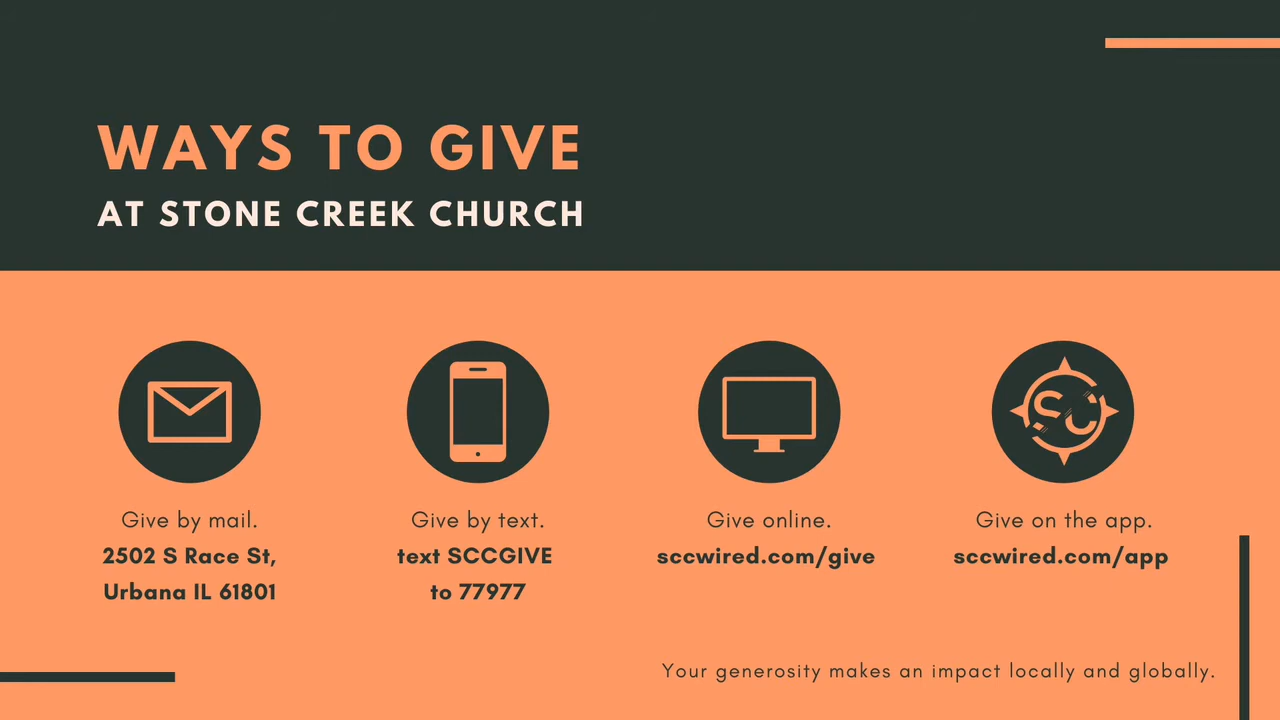 WAYS TO GIVE
AT STONE CREEK CHURCH
SC
Give by mail.
2502 S Race St,
Urbana IL 61801
Give by text.
text SCCGIVE
to 77977
Give online.
sccwired.com/give
Give on the app.
sccwired.com/app
Your generosity makes an impact locally and globally.